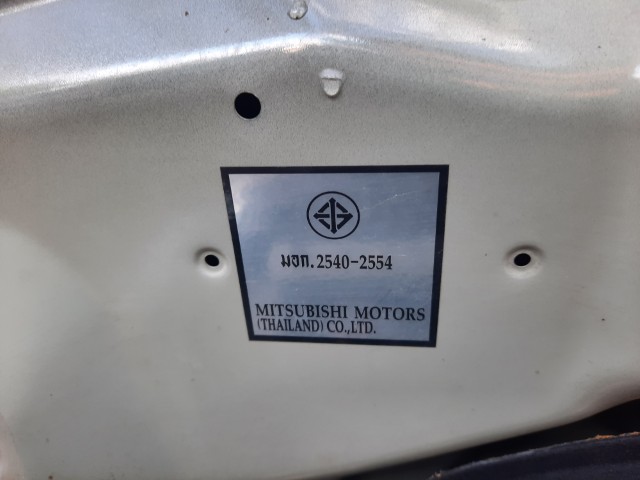 มอก.2540-2554
MITSUBISHI MOTORS
(THAILAND) CO.,LTD.